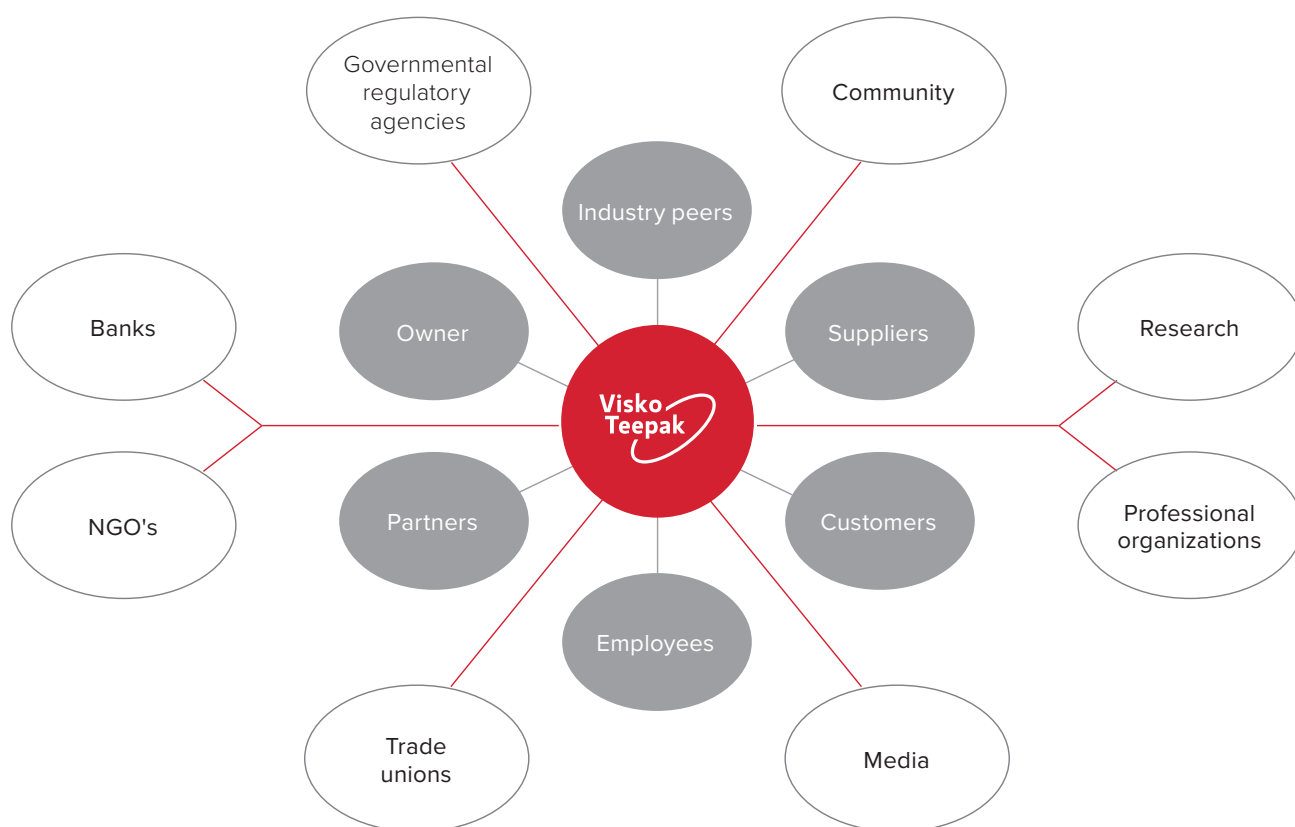 Governmental
regulatory
agencies
Community
Industry peers
Banks
Owner
Suppliers
Research
Visko
Teepak
NGO's
Partners
Customers
Professional
organizations
Employees
Trade
unions
Media